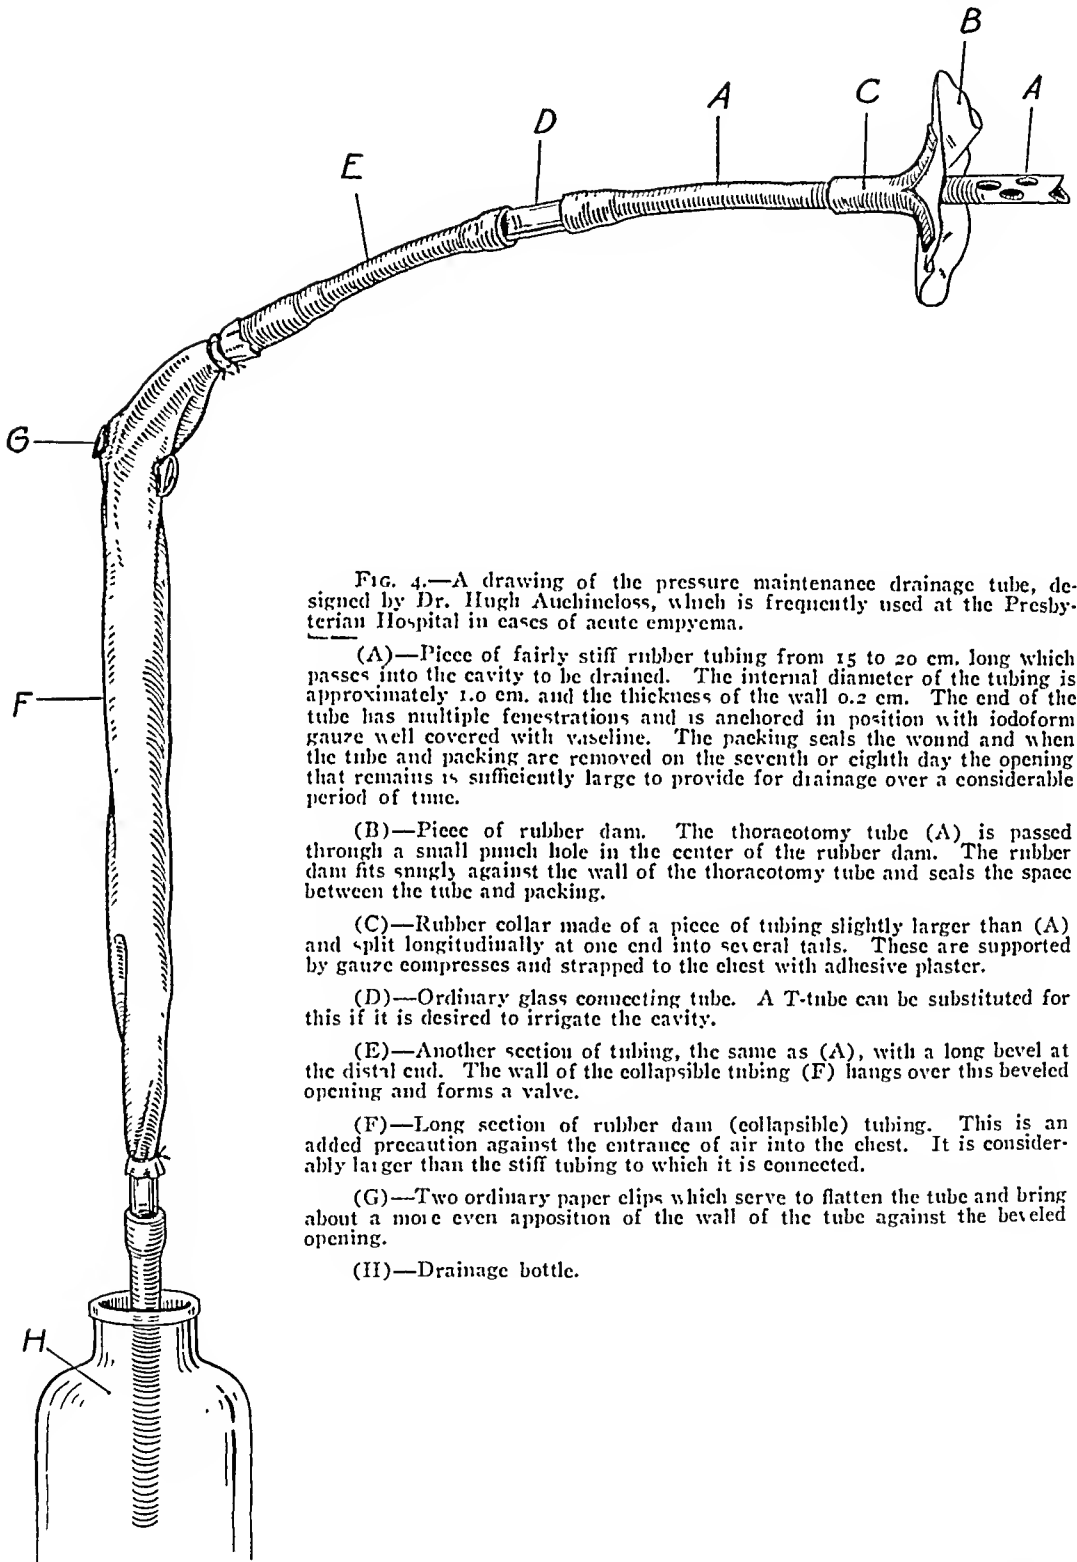 B
A
C
A
D
E
G
F
FIG. 4.—A drawing of the pressure maintenance drainage tube, de-
signed by Dr. Hugh Auchincloss, which is frequently used at the Presby-
terian Hospital in cases of acute empyema.
(A)—Piece of fairly stiff rubber tubing from 15 to 20 cm. long which
passes into the cavity to be drained. The internal diameter of the tubing is
approximately 1.0 cm. and the thickness of the wall 0.2 cm. The end of the
tube has multiple fenestrations and is anchored in position with iodoform
gauze well covered with vaseline. The packing seals the wound and when
the tube and packing are removed on the seventh or eighth day the opening
that remains is sufficiently large to provide for drainage over a considerable
period of time.
(B)—Piece of rubber dam. The thoracotomy tube (A) is passed
through a small punch hole in the center of the rubber dam. The rubber
dam fits snugly against the wall of the thoracotomy tube and seals the space
between the tube and packing.
(C)—Rubber collar made of a piece of tubing slightly larger than (A)
and split longitudinally at one end into several tails. These are supported
by gauze compresses and strapped to the chest with adhesive plaster.
(D)—Ordinary glass connecting tube. A T-tube can be substituted for
this if it is desired to irrigate the cavity.
(E)—Another section of tubing, the same as (A), with a long bevel at
the distal end. The wall of the collapsible tubing (F) hangs over this beveled
opening and forms a valve.
(F)—Long section of rubber dam (collapsible) tubing. This is an
added precaution against the entrance of air into the chest. It is consider-
ably larger than the stiff tubing to which it is connected.
(G)—Two ordinary paper clips which serve to flatten the tube and bring
about a more even apposition of the wall of the tube against the beveled
opening.
(H)—Drainage bottle.
H